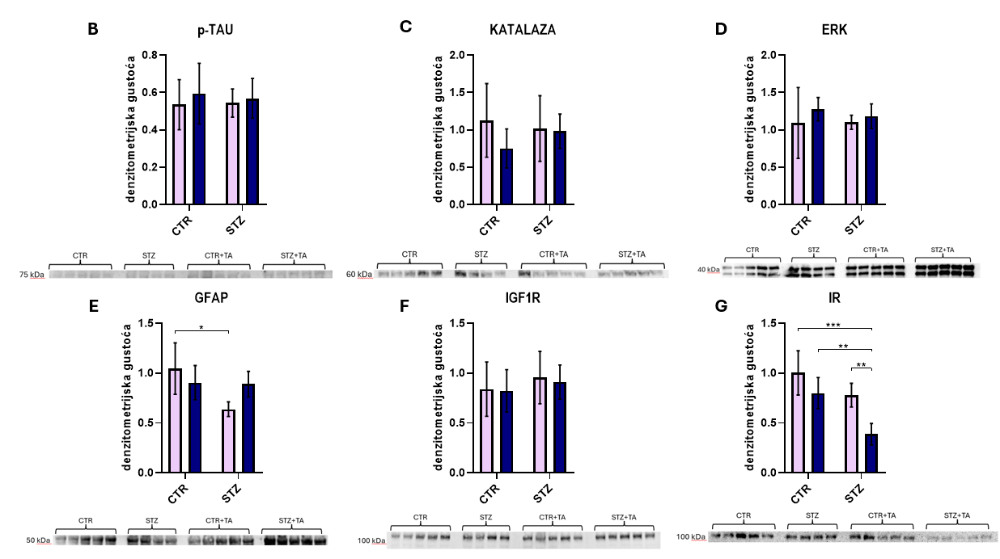 B
p-TAU
denzitometrijska gustoća
0.8
0.6
0.4
0.2
0.0
CTR
STZ
CTR
STZ
CTR+TA
STZ+TA
75 kDa
C
KATALAZA
denzitometrijska gustoća
2.0
1.5
1.0
0.5
0.0
CTR
STZ
CTR
STZ
CTR+TA
STZ+TA
60 kDa
D
ERK
denzitometrijska gustoća
2.0
1.5
1.0
0.5
0.0
CTR
STZ
CTR
STZ
CTR+TA
STZ+TA
40 kDa
E
GFAP
denzitometrijska gustoća
1.5
1.0
0.5
0.0
*
CTR
STZ
CTR
STZ
CTR+TA
STZ+TA
50 kDa
F
IGF1R
denzitometrijska gustoća
1.5
1.0
0.5
0.0
CTR
STZ
CTR
STZ
CTR+TA
STZ+TA
100 kDa
G
IR
denzitometrijska gustoća
1.5
1.0
0.5
0.0
***
**
**
CTR
STZ
CTR
STZ
CTR+TA
STZ+TA
100 kDa